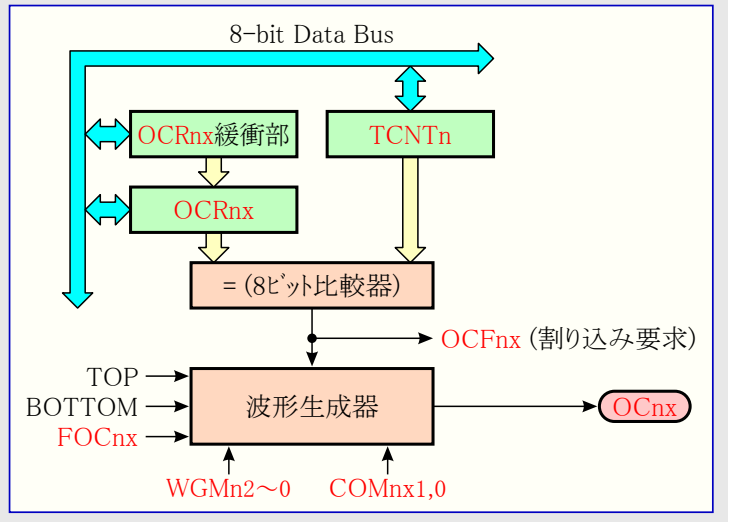 8-bit Data Bus
OCRnx緩衝部
TCNTn
OCRnx
= (8ﾋﾞｯﾄ比較器)
OCFnx (割り込み要求)
TOP
BOTTOM
FOCnx
波形生成器
OCnx
WGMn2～0
COMnx1,0